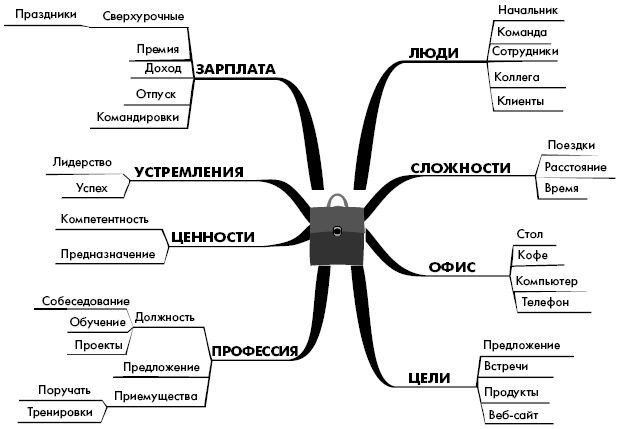 Праздники
Сверхурочные
Премия
Доход
Отпуск
Командировки
ЗАРПЛАТА
Лидерство
Успех
УСТРЕМЛЕНИЯ
Компетентность
Предназначение
ЦЕННОСТИ
Собеседование
Обучение
Проекты
Должность
Предложение
Поручать
Тренировки
Приемущества
ПРОФЕССИЯ
ЛЮДИ
Начальник
Команда
Сотрудники
Коллега
Клиенты
СЛОЖНОСТИ
Поездки
Расстояние
Время
ОФИС
Стол
Кофе
Компьютер
Телефон
ЦЕЛИ
Предложение
Встречи
Продукты
Веб-сайт